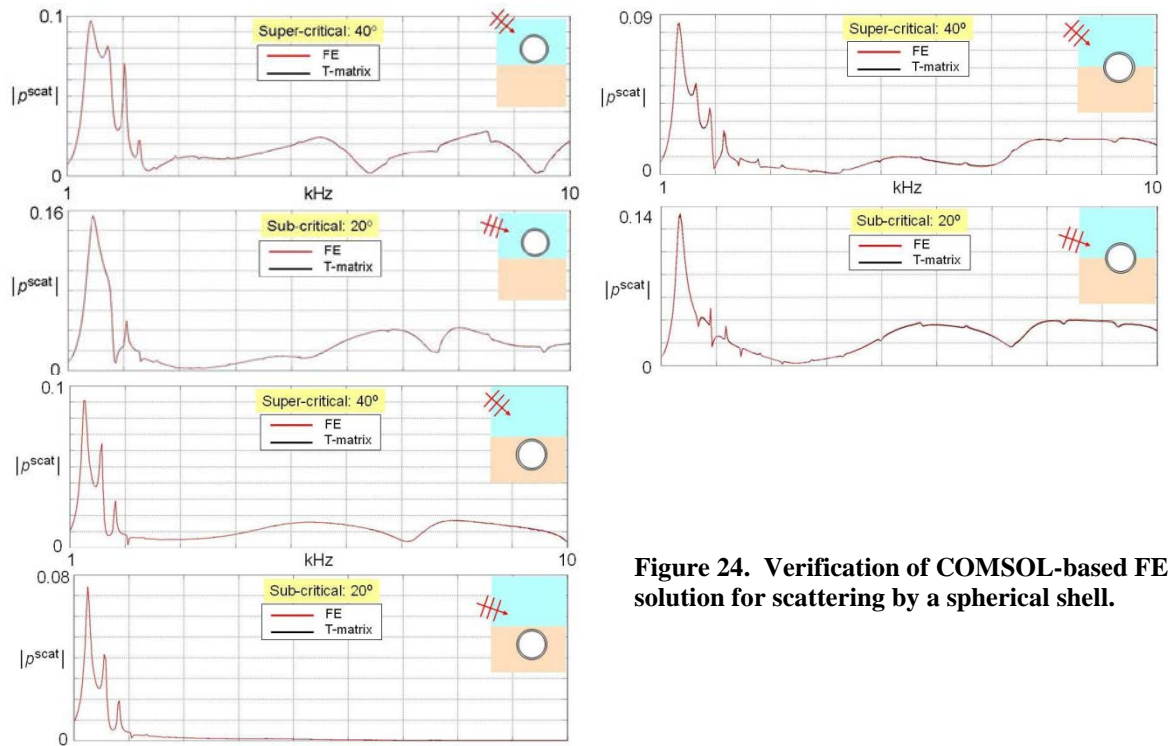 0.1
Super-critical: 40°
FE
T-matrix
|p^scat|
0
1
kHz
10
0.16
Sub-critical: 20°
FE
T-matrix
|p^scat|
0
0.1
Super-critical: 40º
FE
T-matrix
|p^scat|
0
1
kHz
10
0.08
Sub-critical: 20º
FE
T-matrix
|p^scat|
0
0.09
Super-critical: 40º
FE
T-matrix
|p^scat|
0
1
kHz
10
0.14
Sub-critical: 20º
FE
T-matrix
|p^scat|
0
Figure 24. Verification of COMSOL-based FE
solution for scattering by a spherical shell.